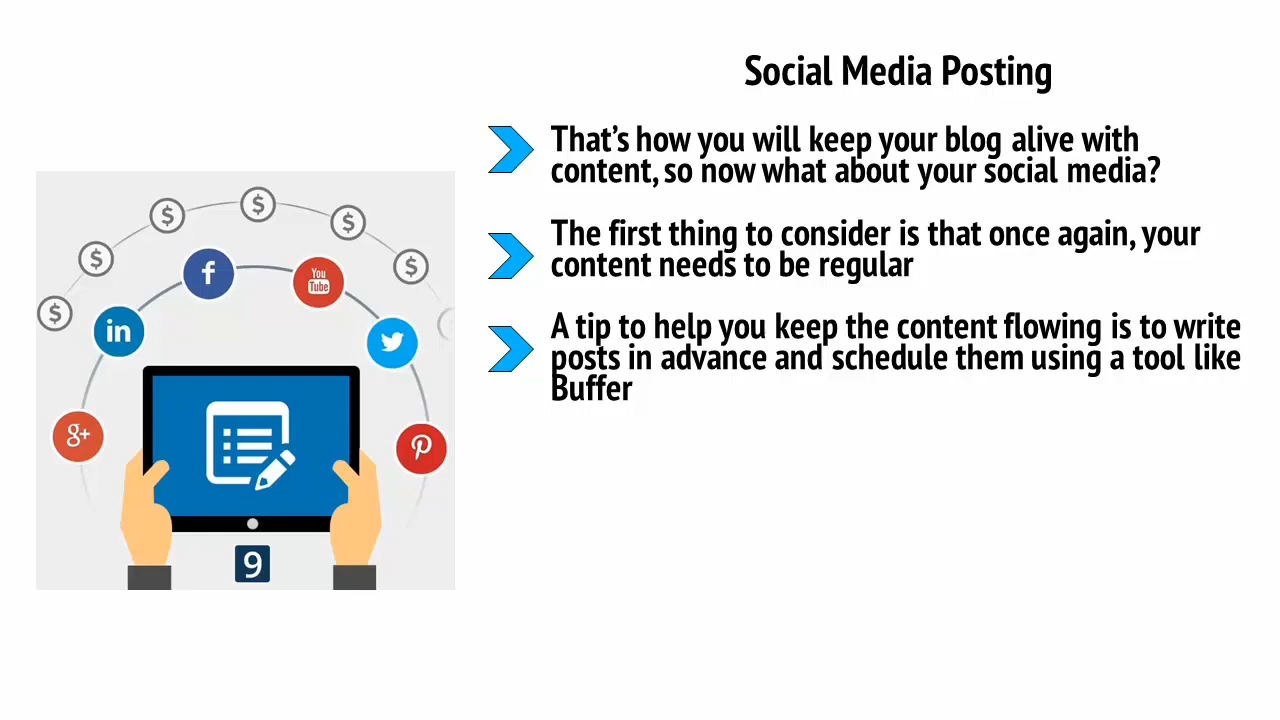 Social Media Posting
That's how you will keep your blog alive with
content, so now what about your social media?
The first thing to consider is that once again, your
content needs to be regular
A tip to help you keep the content flowing is to write
posts in advance and schedule them using a tool like
Buffer
$ $ $ $ $ $
f
You
Tube
in
g+
9